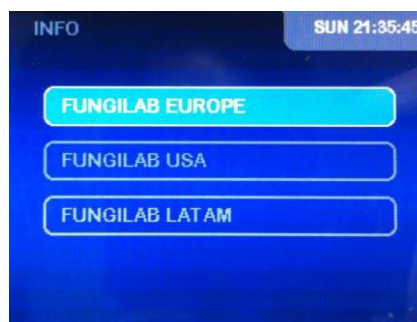 INFO
SUN 21:35:45
FUNGILAB EUROPE
FUNGILAB USA
FUNGILAB LATAM